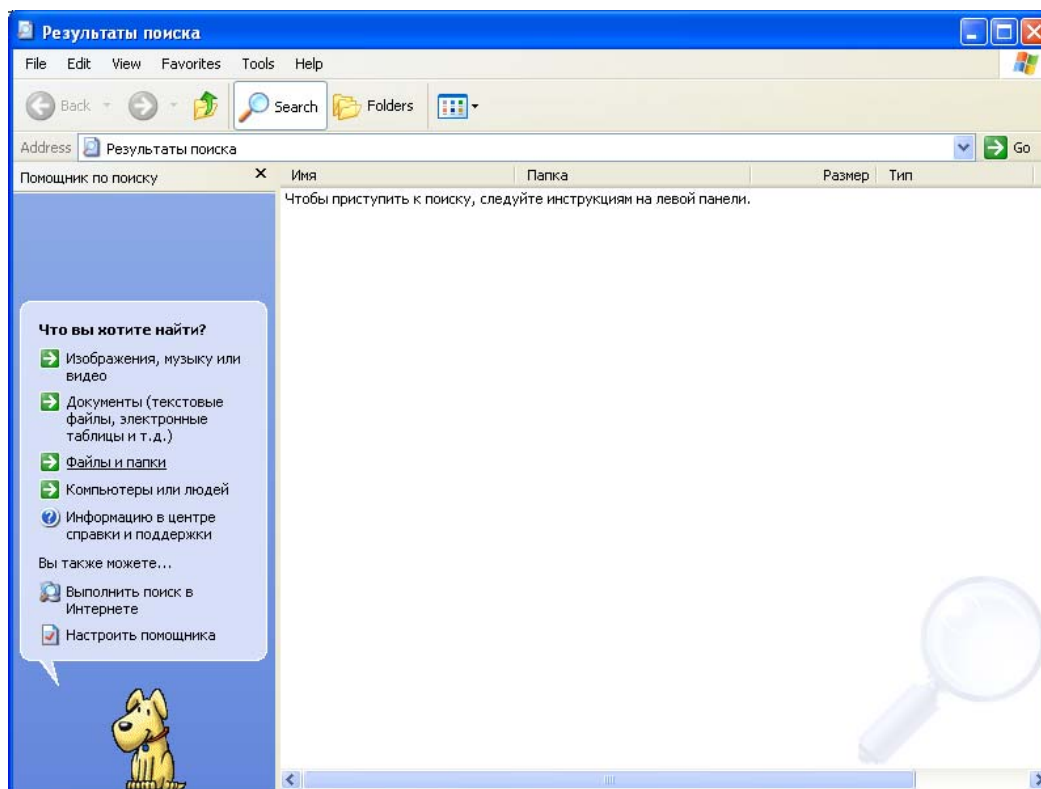 Результаты поиска
File Edit View Favorites Tools Help
Back Search Folders
Address Результаты поиска Go
Помощник по поиску Имя Папка Размер Тип
Чтобы приступить к поиску, следуйте инструкциям на левой панели.
Что вы хотите найти?
Изображения, музыку или
видео
Документы (текстовые
файлы, электронные
таблицы и т.д.)
Файлы и папки
Компьютеры или людей
Информацию в центре
справки и поддержки
Вы также можете...
Выполнить поиск в
Интернете
Настроить помощника